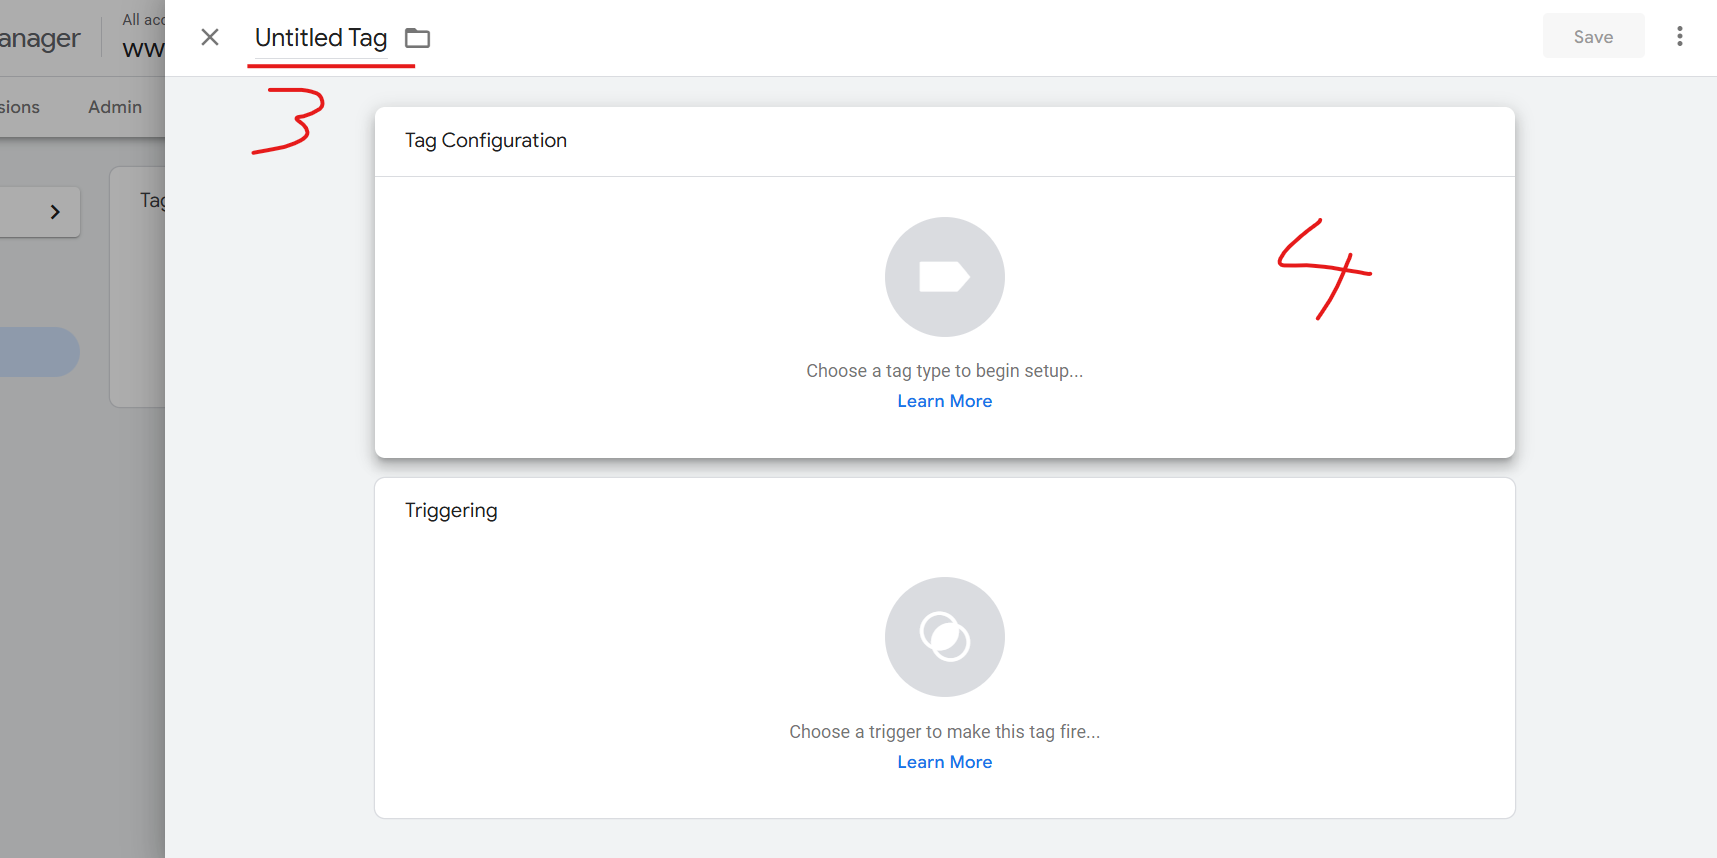 All acc
anager
ww
Untitled Tag
Save
sions
Admin
3
Tag Configuration
Tag
4
Choose a tag type to begin setup...
Learn More
Triggering
Choose a trigger to make this tag fire...
Learn More